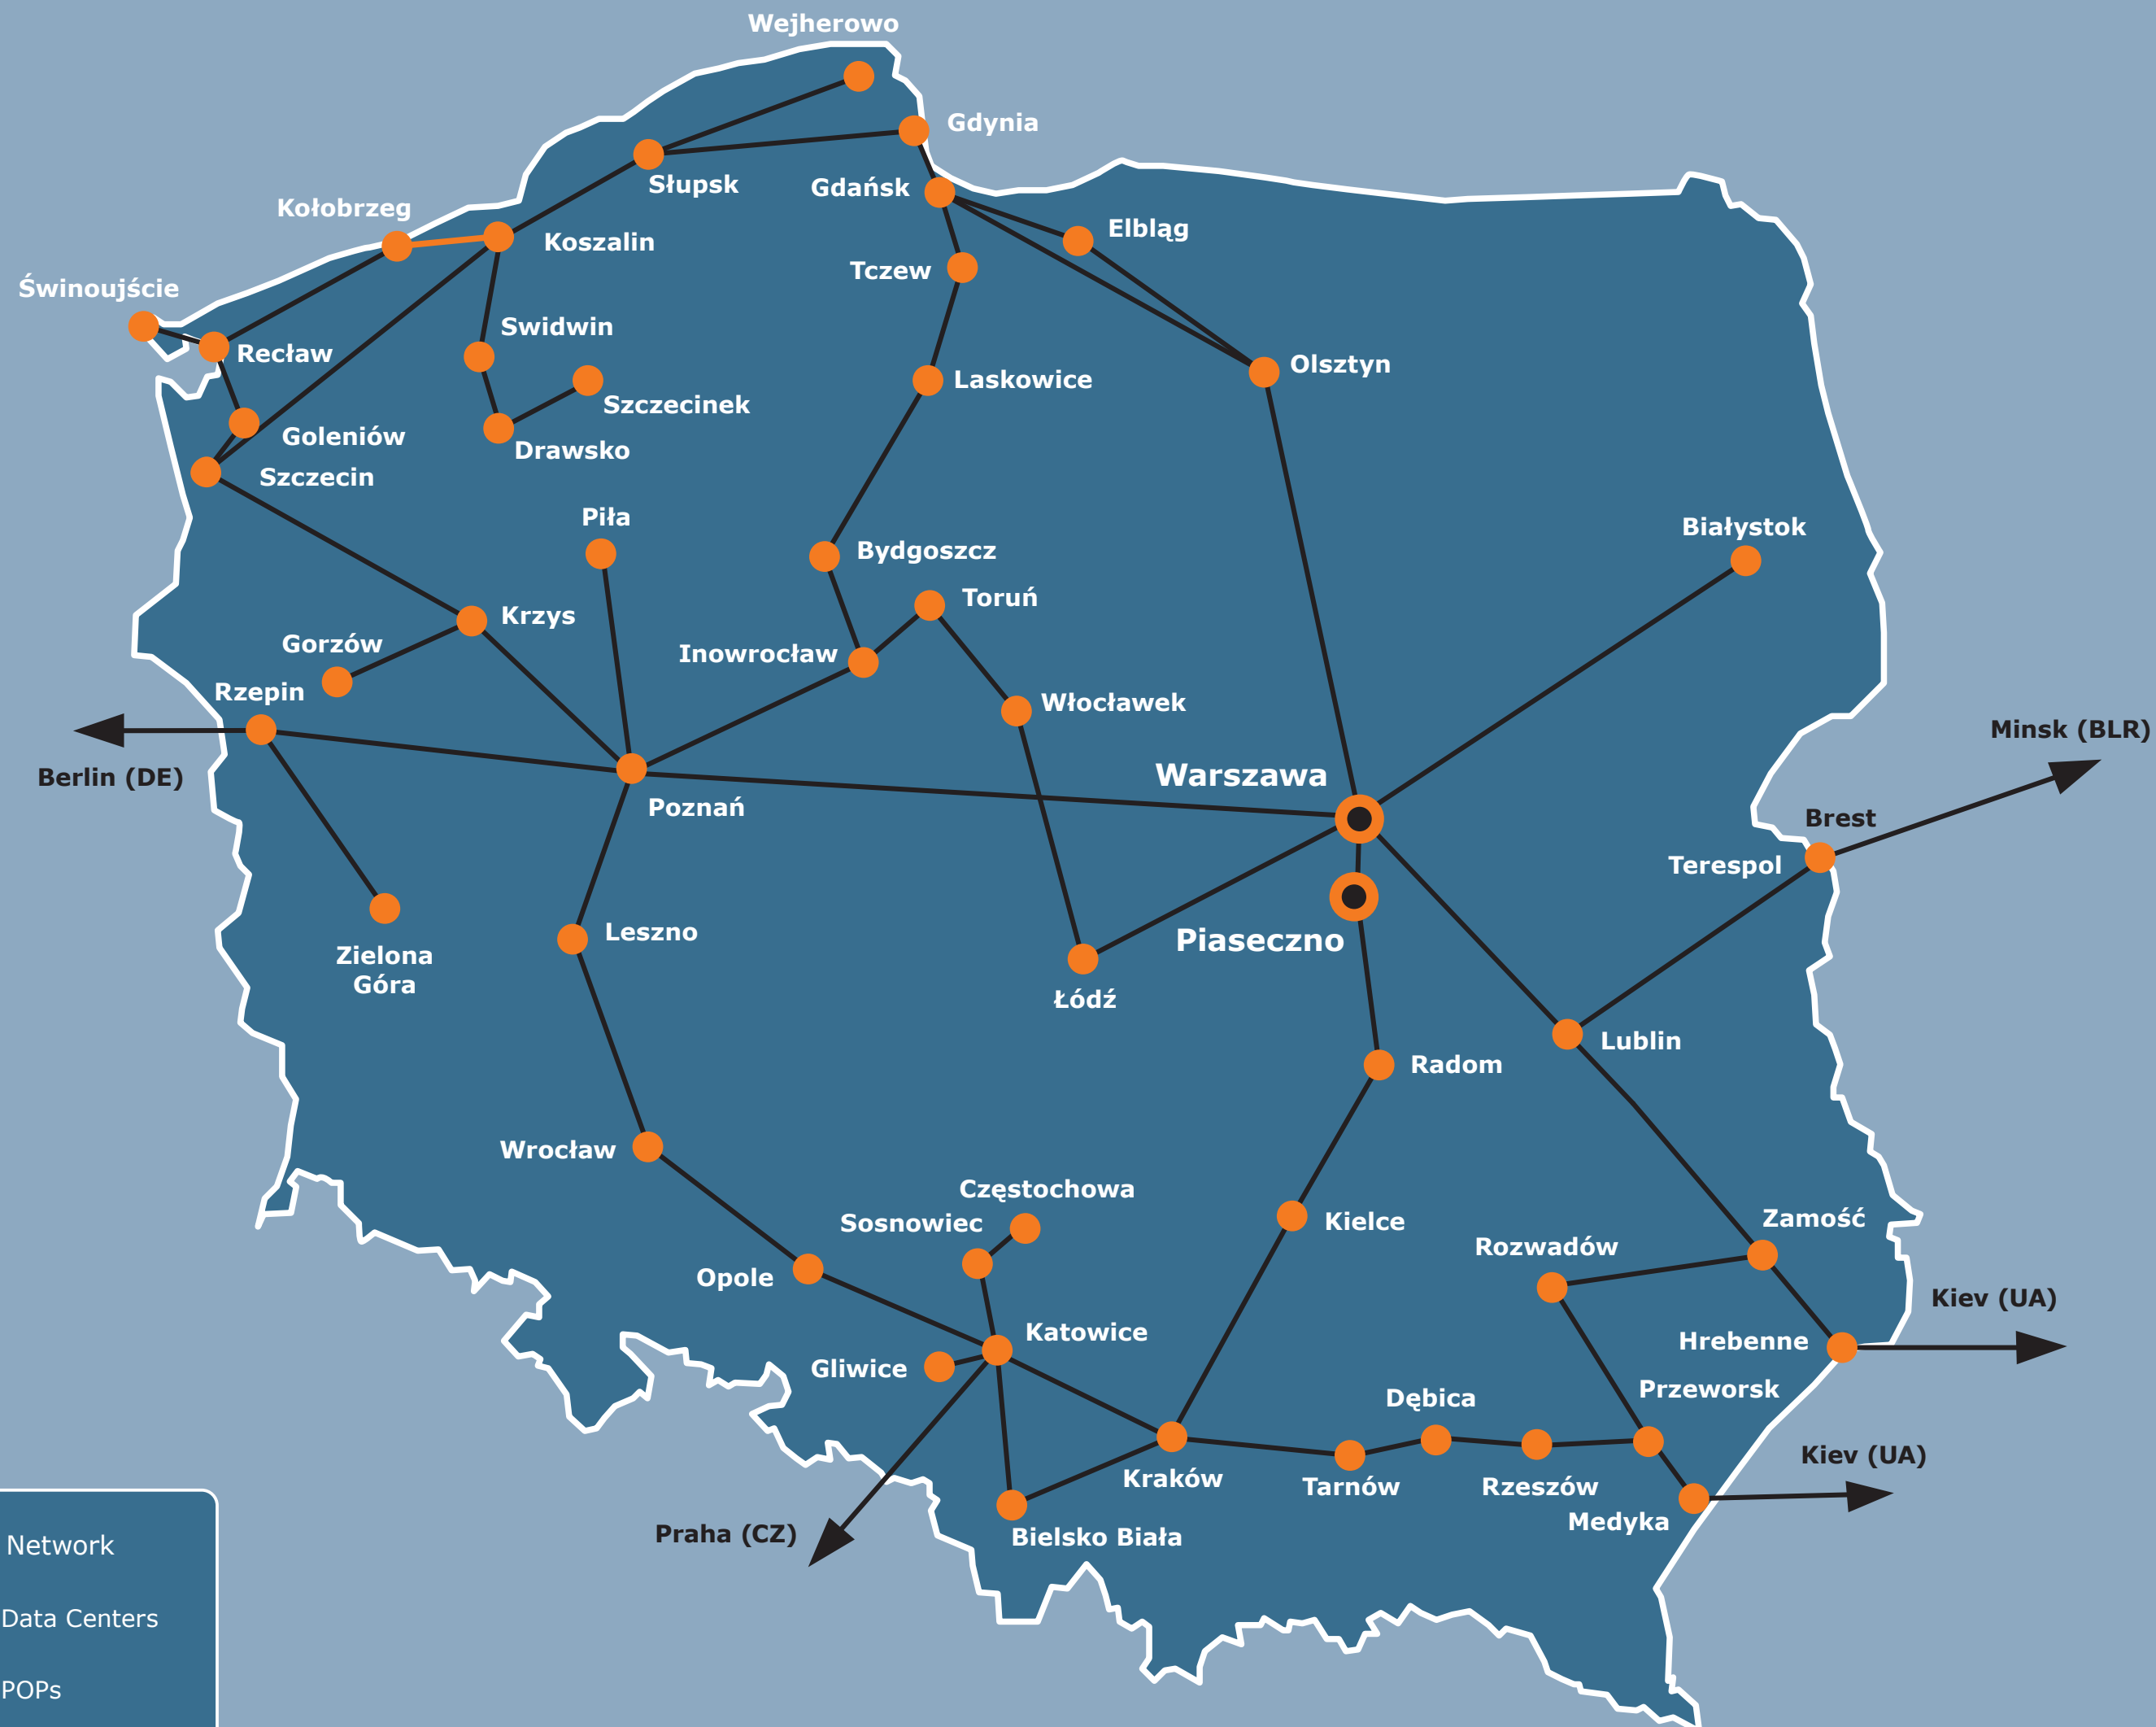 Wejherowo
Gdynia
Słupsk
Gdańsk
Kołobrzeg
Elbląg
Koszalin
Tczew
Świnoujście
Swidwin
Recław
Olsztyn
Laskowice
Szczecinek
Goleniów
Drawsko
Szczecin
Piła
Białystok
Bydgoszcz
Toruń
Krzys
Gorzów
Inowrocław
Rzepin
Włocławek
Minsk (BLR)
Berlin (DE)
Warszawa
Poznań
Brest
Terespol
Leszno
Piaseczno
Zielona
Góra
Łódź
Lublin
Radom
Wrocław
Częstochowa
Zamość
Sosnowiec
Kielce
Rozwadów
Opole
Kiev (UA)
Katowice
Hrebenne
Gliwice
Przeworsk
Dębica
Kiev (UA)
Kraków
Tarnów
Rzeszów
Medyka
Praha (CZ)
Bielsko Biała
Network
Data Centers
POPs